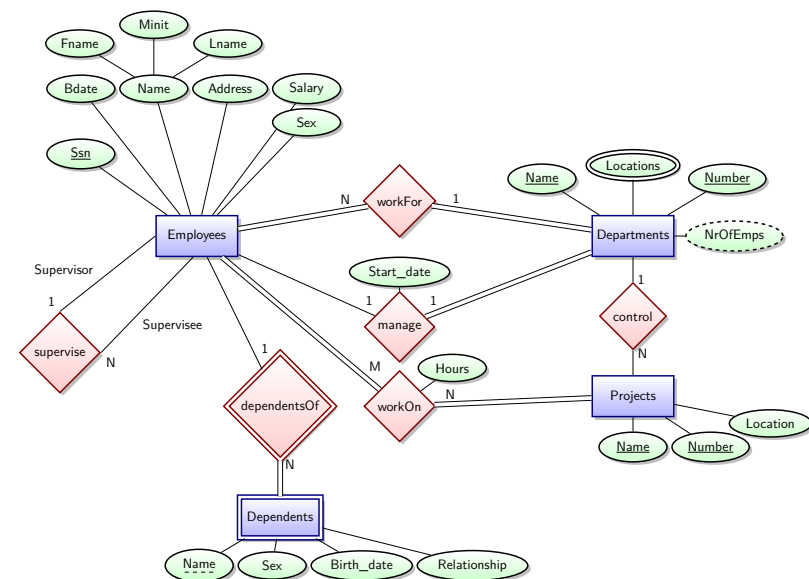 Minit
Fname
Lname
Bdate
Name
Address
Salary
Sex
Ssn
Name
Locations
Number
N
workFor
1
Employees
Departments
NrOfEmps
Supervisor
Start_date
1
1
1
manage
1
control
Supervisee
supervise
N
N
1
M
Hours
dependentsOf
workOn
N
Projects
Location
Name
Number
N
Dependents
Name
Sex
Birth_date
Relationship